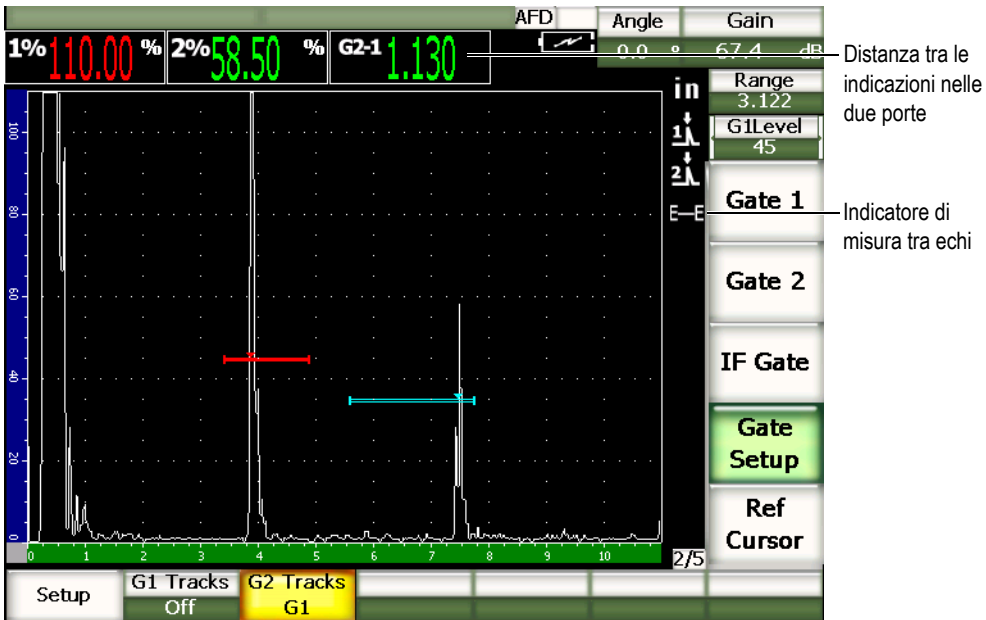 AFD
Angle
Gain
1% 110.00 %
2% 58.50 %
G2-1 1.130
0.0 °
67.4 dB
Distanza tra le
indicazioni nelle
due porte
in
Range
3.122
G1Level
45
1
2
E—E
Indicatore di
misura tra echi
Gate 1
Gate 2
IF Gate
Gate
Setup
Ref
Cursor
100
80
60
40
20
0
0 1 2 3 4 5 6 7 8 9 10
2/5
Setup
G1 Tracks
Off
G2 Tracks
G1